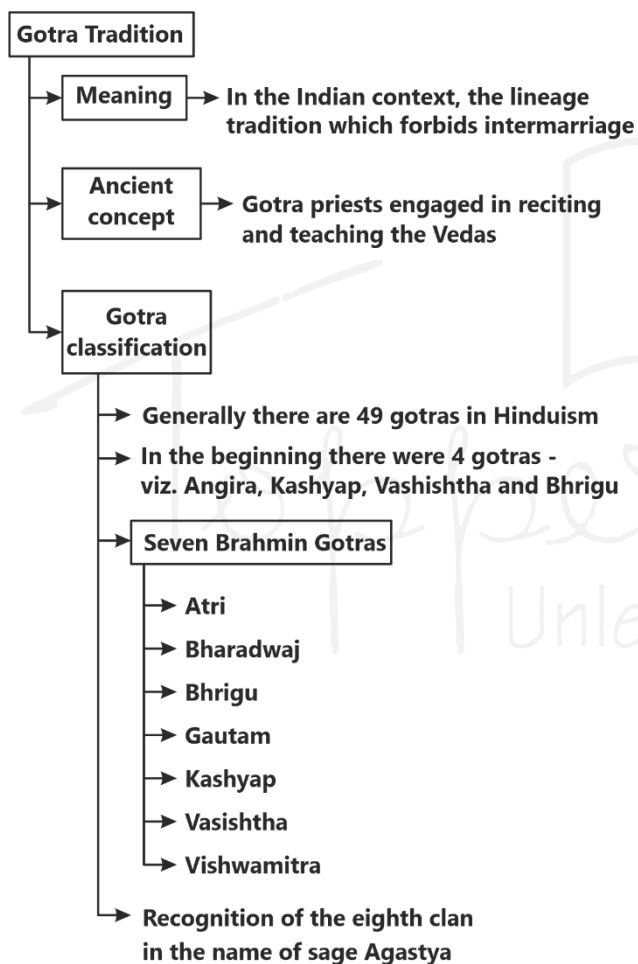 Gotra Tradition
Meaning
In the Indian context, the lineage
tradition which forbids intermarriage
Ancient
concept
Gotra priests engaged in reciting
and teaching the Vedas
Gotra
classification
Generally there are 49 gotras in Hinduism
In the beginning there were 4 gotras -
viz. Angira, Kashyap, Vashishtha and Bhrigu
Seven Brahmin Gotras
Atri
Bharadwaj
Bhrigu
Gautam
Kashyap
Vasishtha
Vishwamitra
Recognition of the eighth clan
in the name of sage Agastya